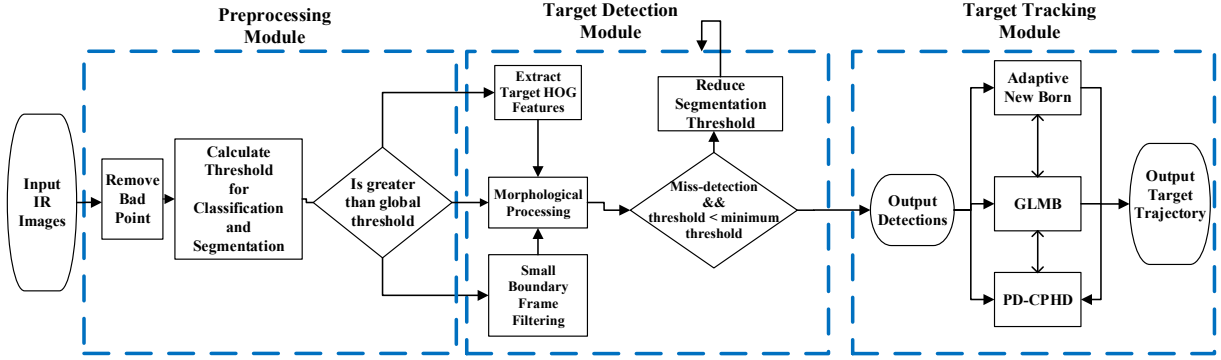 Preprocessing
Module
Target Detection
Module
Target Tracking
Module
Input
IR
Images
Remove
Bad
Point
Calculate
Threshold
for
Classification
and
Segmentation
Is greater
than global
threshold
Extract
Target HOG
Features
Morphological
Processing
Small
Boundary
Frame
Filtering
Reduce
Segmentation
Threshold
Miss-detection
&&
threshold < minimum
threshold
Output
Detections
Adaptive
New Born
GLMB
PD-CPHD
Output
Target
Trajectory